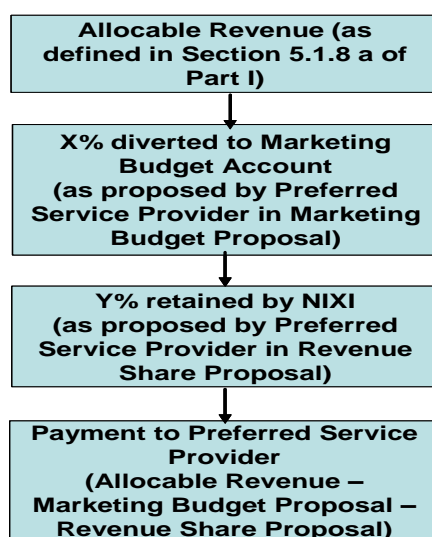 Allocable Revenue (as
defined in Section 5.1.8 a of
Part I)
X% diverted to Marketing
Budget Account
(as proposed by Preferred
Service Provider in Marketing
Budget Proposal)
Y% retained by NIXI
(as proposed by Preferred
Service Provider in Revenue
Share Proposal)
Payment to Preferred Service
Provider
(Allocable Revenue –
Marketing Budget Proposal –
Revenue Share Proposal)